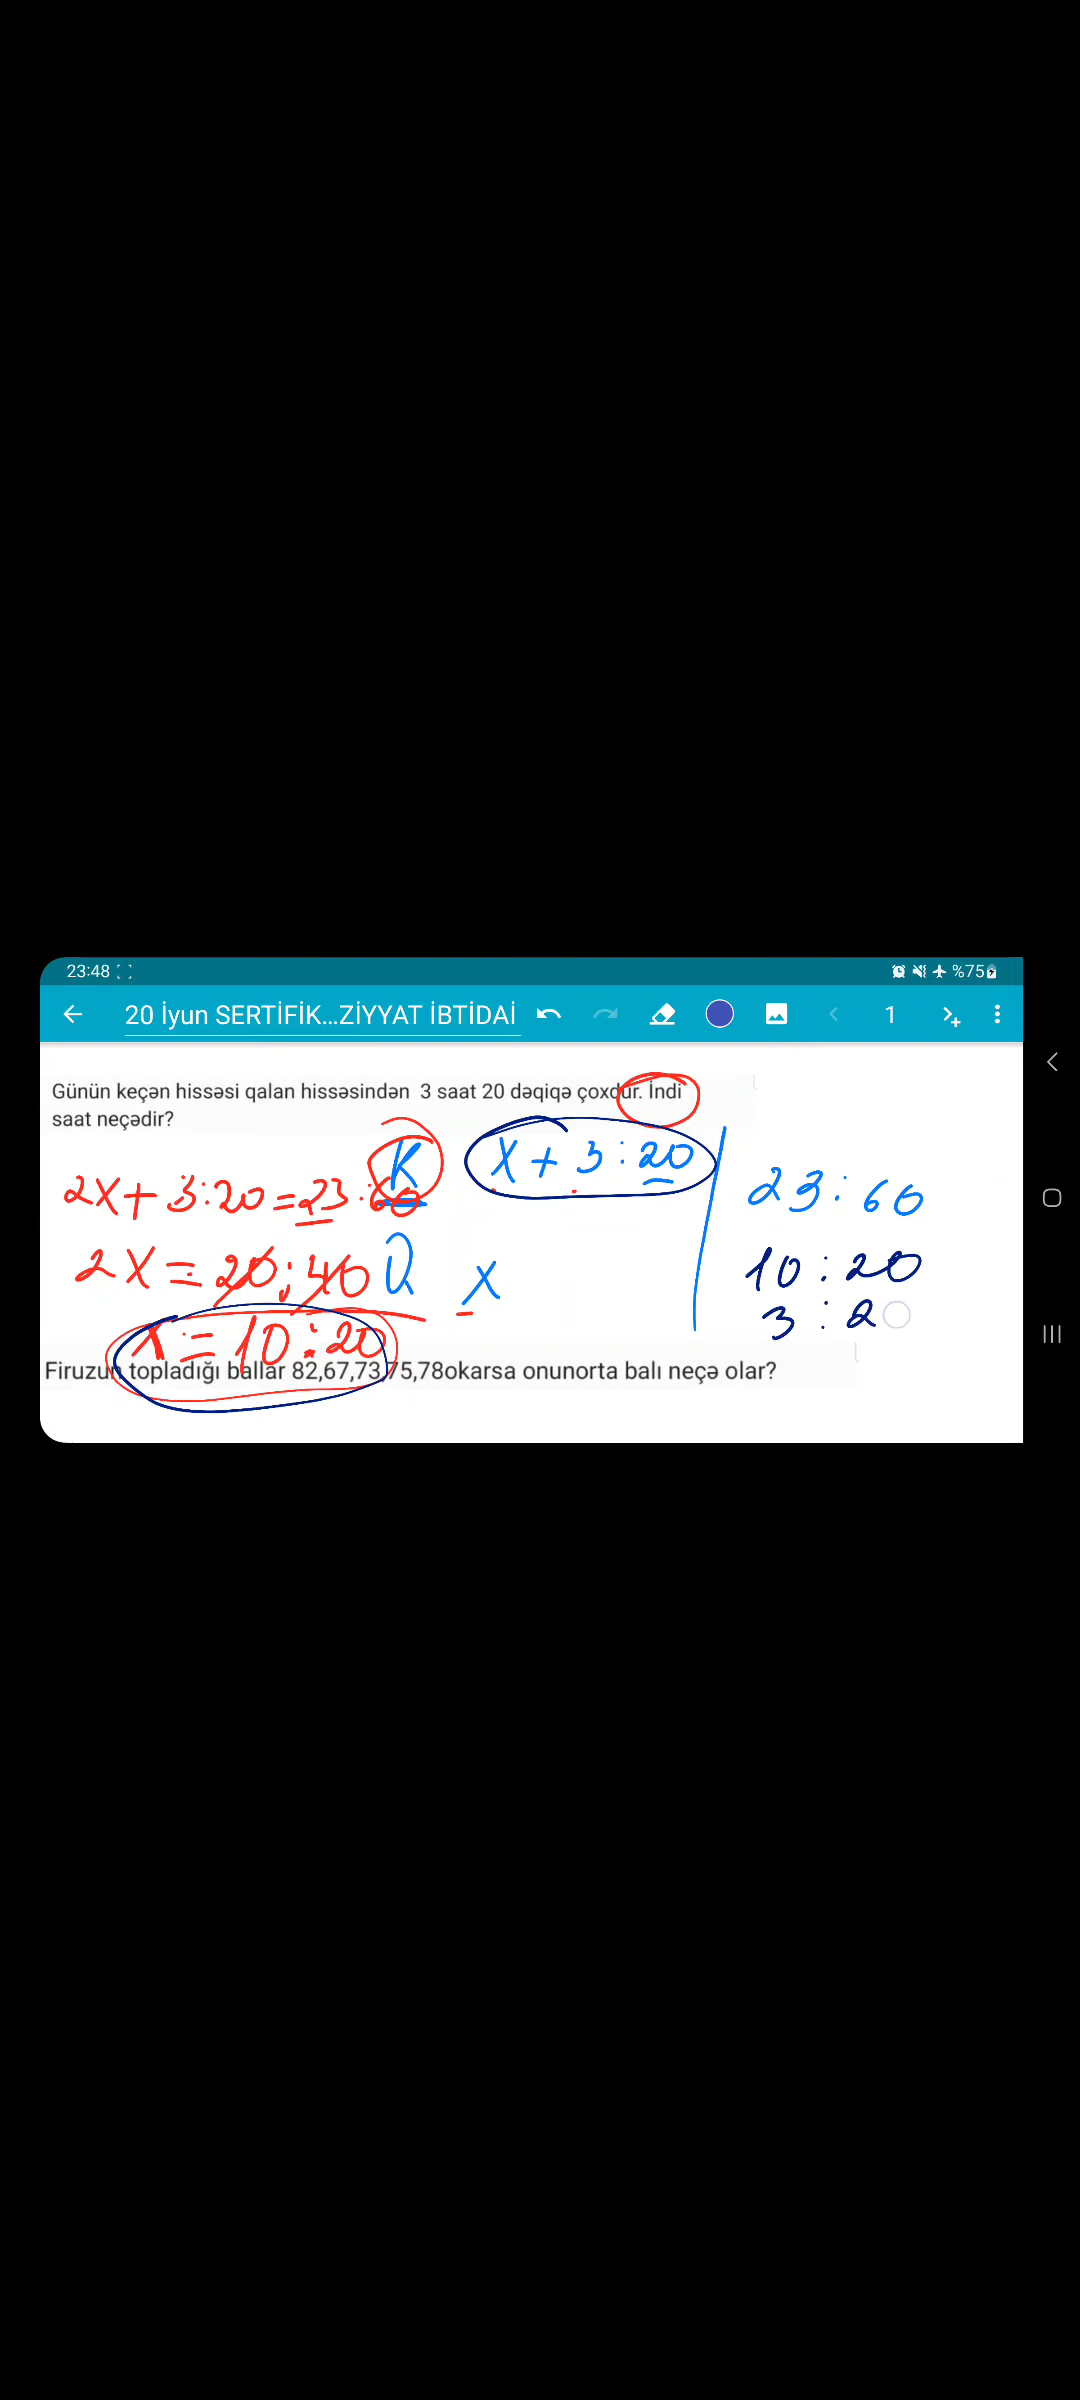 23:48 %75
20 İyun SERTİFİK...ZİYYAT İBTİDAİ 1
Günün keçən hissəsi qalan hissəsindən 3 saat 20 dəqiqə çoxdur. İndi
saat neçədir?
K X + 3:20
2X + 3:20 = 23:60
23:60
2X = 20:40
Q X
10:20
3:20
X = 10:20
Firuzun topladığı ballar 82,67,73,75,78okarsa onunorta balı neçə olar?